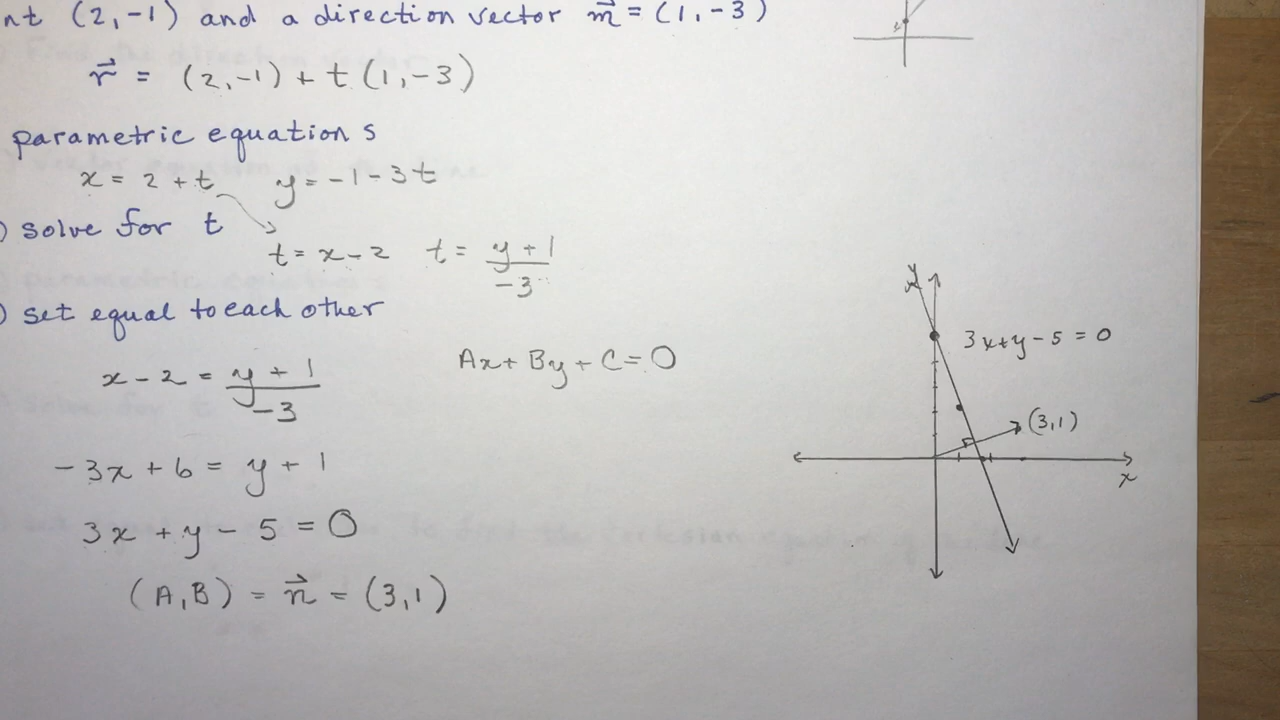 nt (2,-1) and a direction vector m⃗ = (1,-3)
r⃗ = (2,-1) + t (1,-3)
parametric equations
x = 2 + t y = -1 - 3t
) solve for t
t = x - 2 t = (y + 1)/-3
) set equal to each other
x - 2 = (y + 1)/-3
Ax + By + C = 0
-3x + 6 = y + 1
3x + y - 5 = 0
(A,B) = n⃗ = (3,1)
y
3x+y-5=0
(3,1)
x